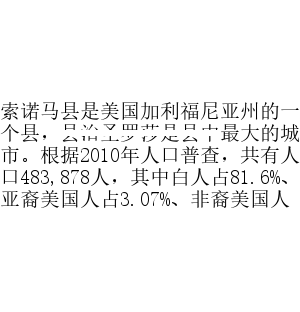 索诺马县是美国加利福尼亚州的一
个县，县治圣罗莎是县中最大的城
市。根据2010年人口普查，共有人
口483,878人，其中白人占81.6%、
亚裔美国人占3.07%、非裔美国人